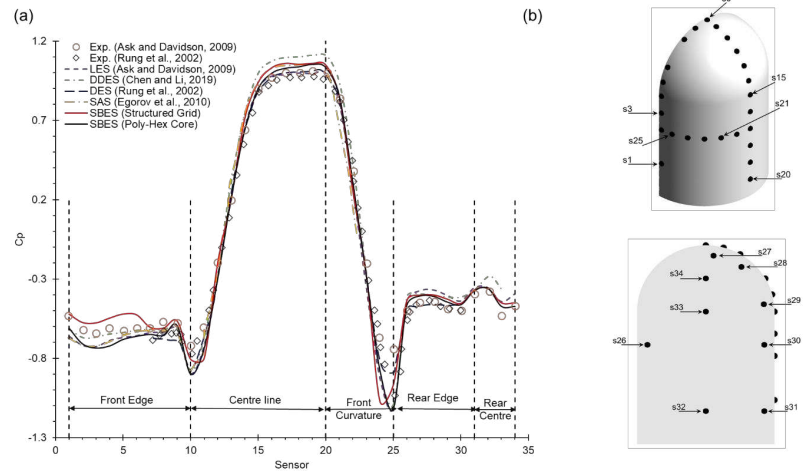 (a)
1.2
0.7
0.2
-0.3
-0.8
-1.3
Cp
0 5 10 15 20 25 30 35
Sensor
Exp. (Ask and Davidson, 2009)
Exp. (Rung et al., 2002)
LES (Ask and Davidson, 2009)
DDES (Chen and Li, 2019)
DES (Rung et al., 2002)
SAS (Egorov et al., 2010)
SBES (Structured Grid)
SBES (Poly-Hex Core)
Front Edge
Centre line
Front
Curvature
Rear Edge
Rear
Centre
(b)
s15
s3
s21
s25
s1
s20
s27
s28
s34
s29
s33
s26
s30
s32
s31